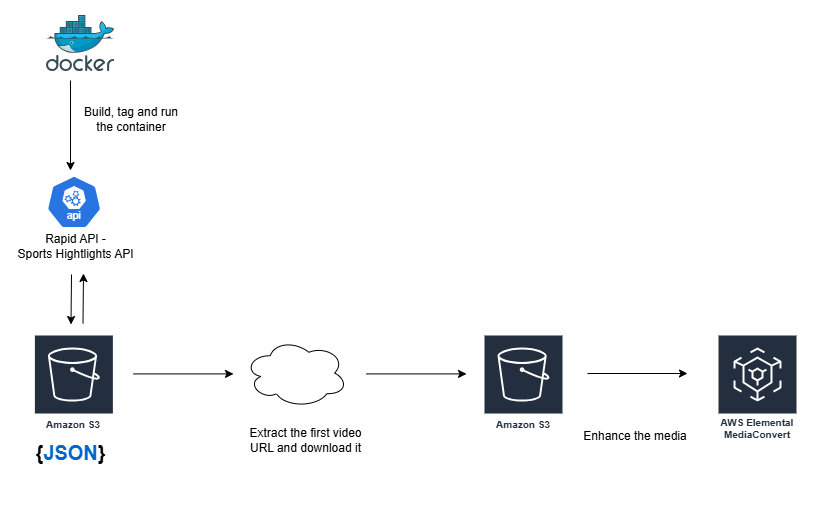 docker
Build, tag and run
the container
api
Rapid API -
Sports Hightlights API
Amazon S3
{JSON}
Extract the first video
URL and download it
Amazon S3
Enhance the media
AWS Elemental
MediaConvert